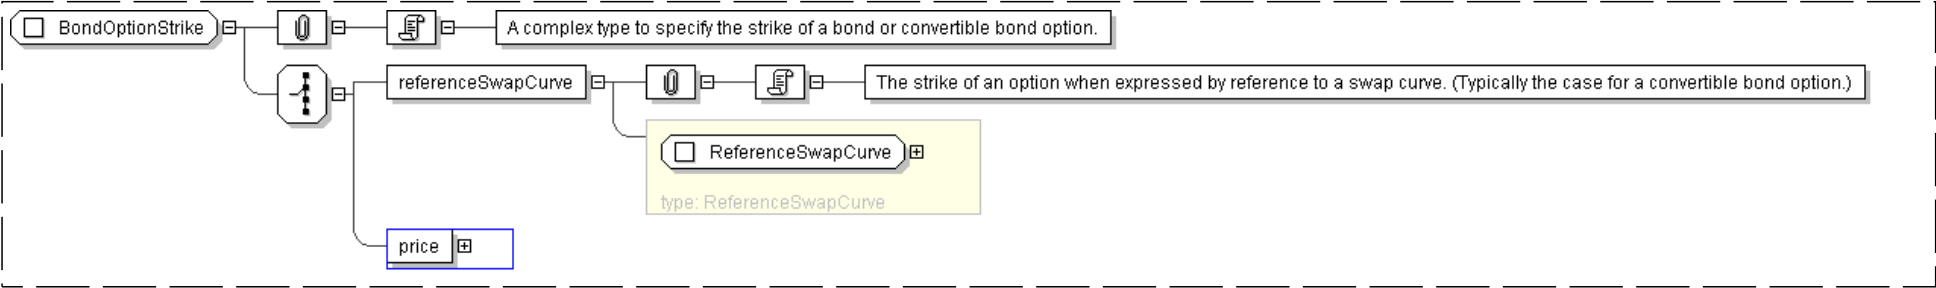 BondOptionStrike
A complex type to specify the strike of a bond or convertible bond option.
referenceSwapCurve
The strike of an option when expressed by reference to a swap curve. (Typically the case for a convertible bond option.)
ReferenceSwapCurve
type: ReferenceSwapCurve
price